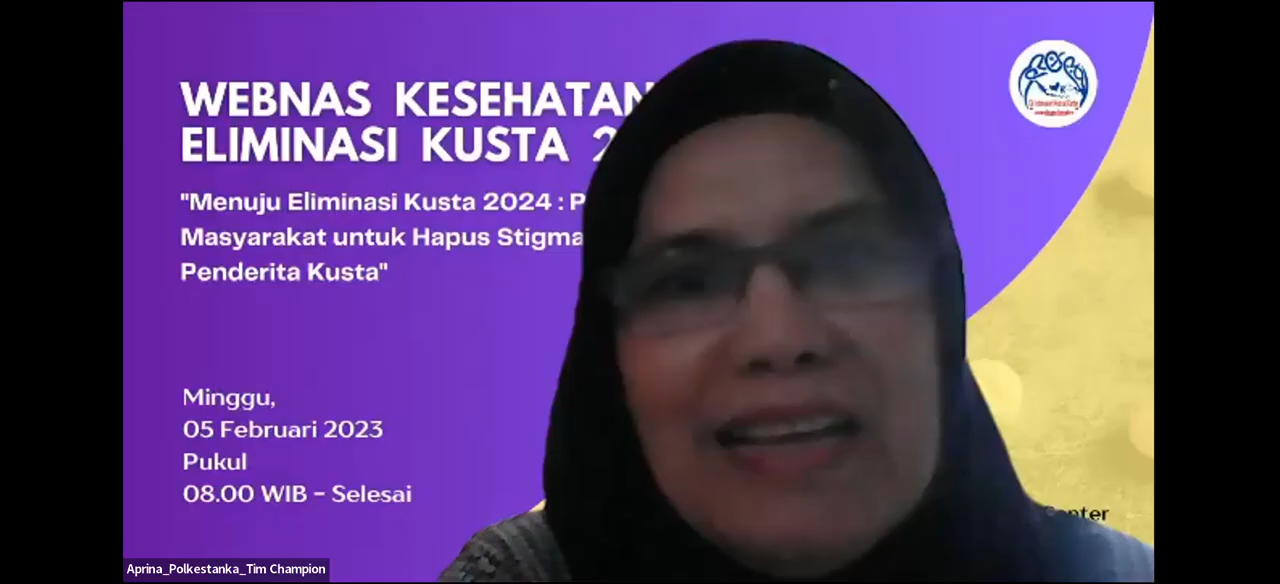 WEBNAS KESEHATAN
ELIMINASI KUSTA
"Menuju Eliminasi Kusta 2024 :
Masyarakat untuk Hapus Stigma
Penderita Kusta"
Minggu,
05 Februari 2023
Pukul
08.00 WIB - Selesai
Aprina_Polkestanka_Tim Champion